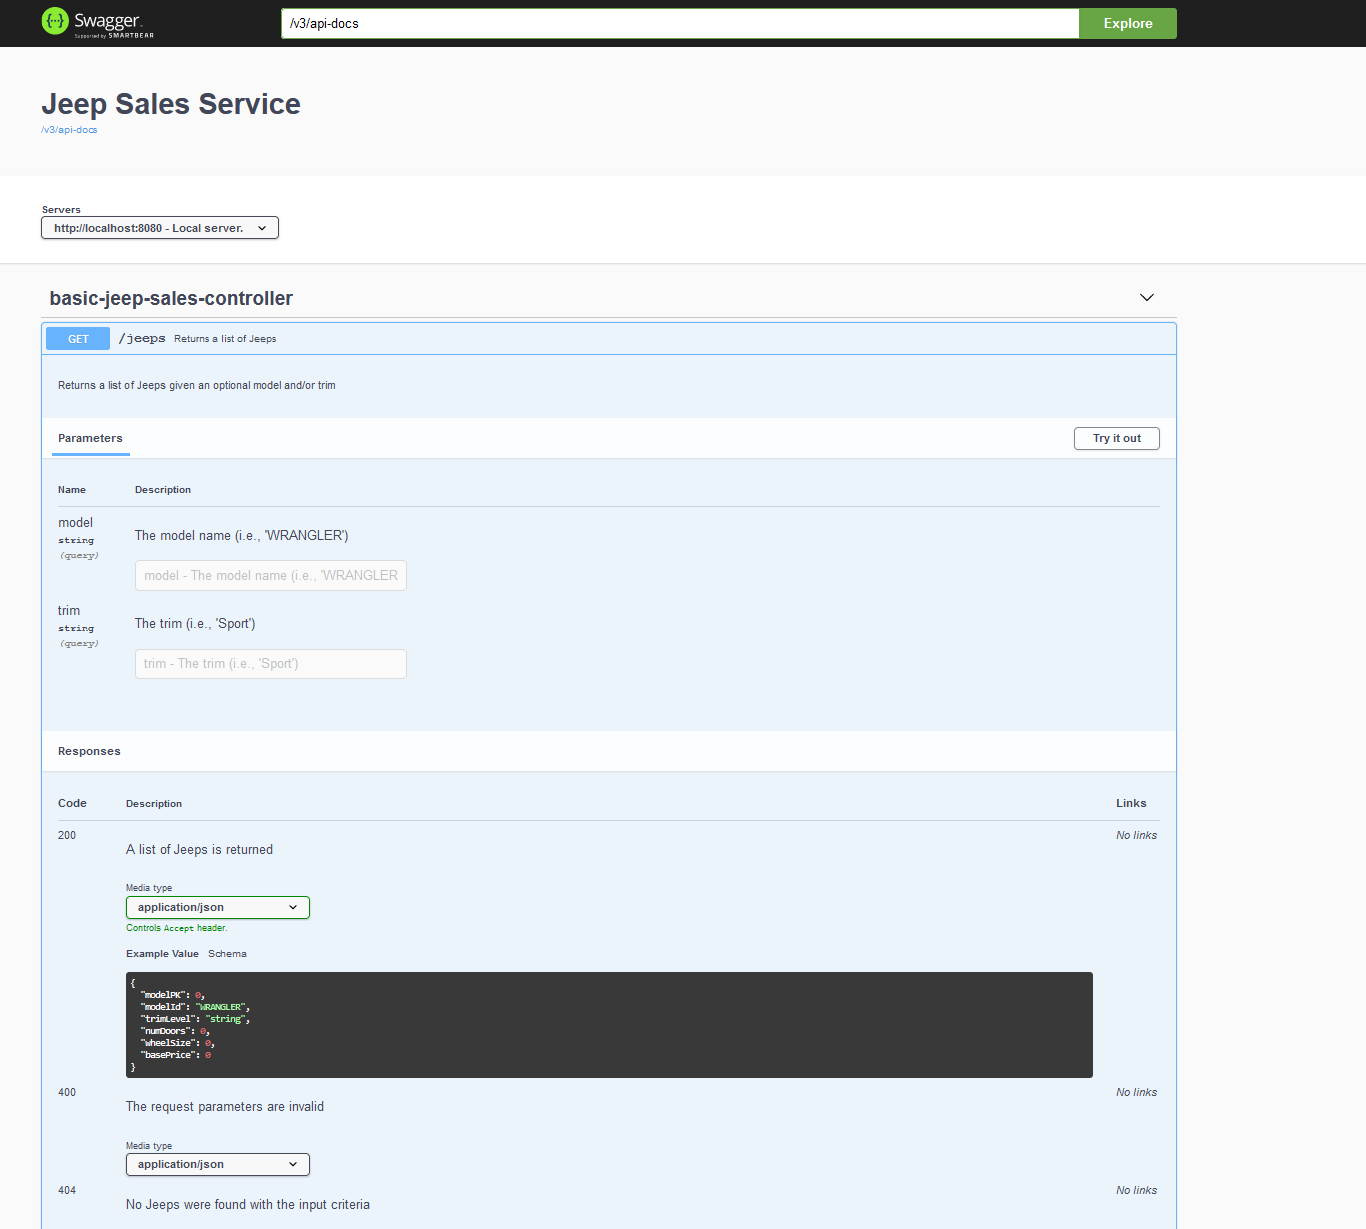 Swagger.
Supported by SMARTBEAR
/v3/api-docs
Explore
Jeep Sales Service
/v3/api-docs
Servers
http://localhost:8080 - Local server.
basic-jeep-sales-controller
GET /jeeps Returns a list of Jeeps
Returns a list of Jeeps given an optional model and/or trim
Parameters
Try it out
Name Description
model
string
(query)
The model name (i.e., 'WRANGLER')
model - The model name (i.e., 'WRANGLER
trim
string
(query)
The trim (i.e., 'Sport')
trim - The trim (i.e., 'Sport')
Responses
Code Description Links
200
A list of Jeeps is returned
No links
Media type
application/json
Controls Accept header.
Example Value Schema
{
"modelPK": 0,
"modelId": "WRANGLER",
"trimLevel": "string",
"numDoors": 0,
"wheelSize": 0,
"basePrice": 0
}
400
The request parameters are invalid
No links
Media type
application/json
404
No Jeeps were found with the input criteria
No links